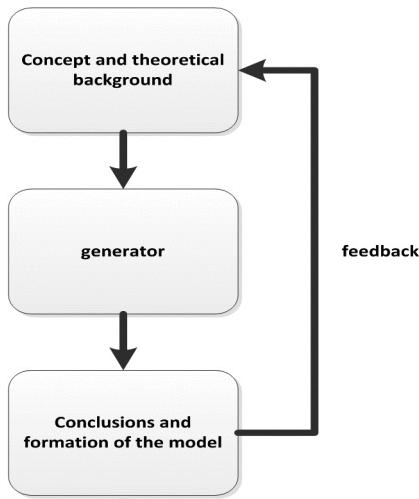 Concept and theoretical
background
generator
feedback
Conclusions and
formation of the model